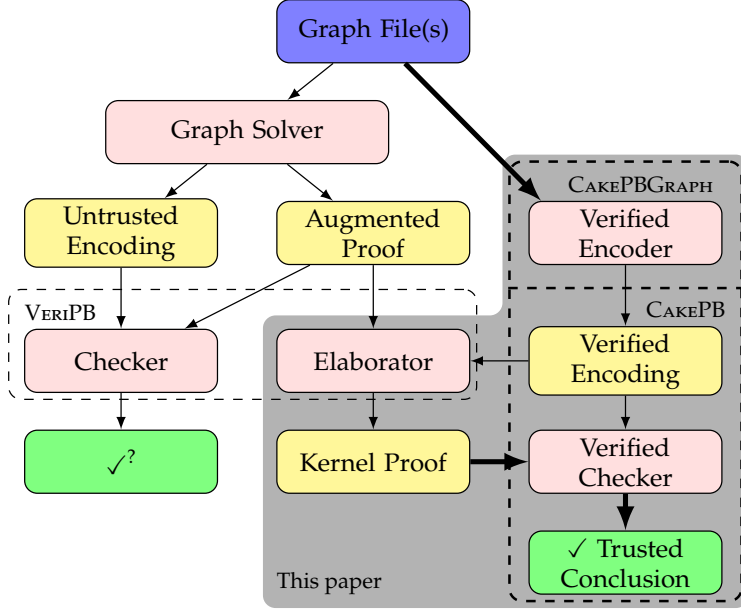 Graph File(s)
Graph Solver
CAKEPBGRAPH
Untrusted
Encoding
Augmented
Proof
Verified
Encoder
VERIPB
CAKEPB
Checker
Elaborator
Verified
Encoding
✓?
Kernel Proof
Verified
Checker
This paper
✓ Trusted
Conclusion